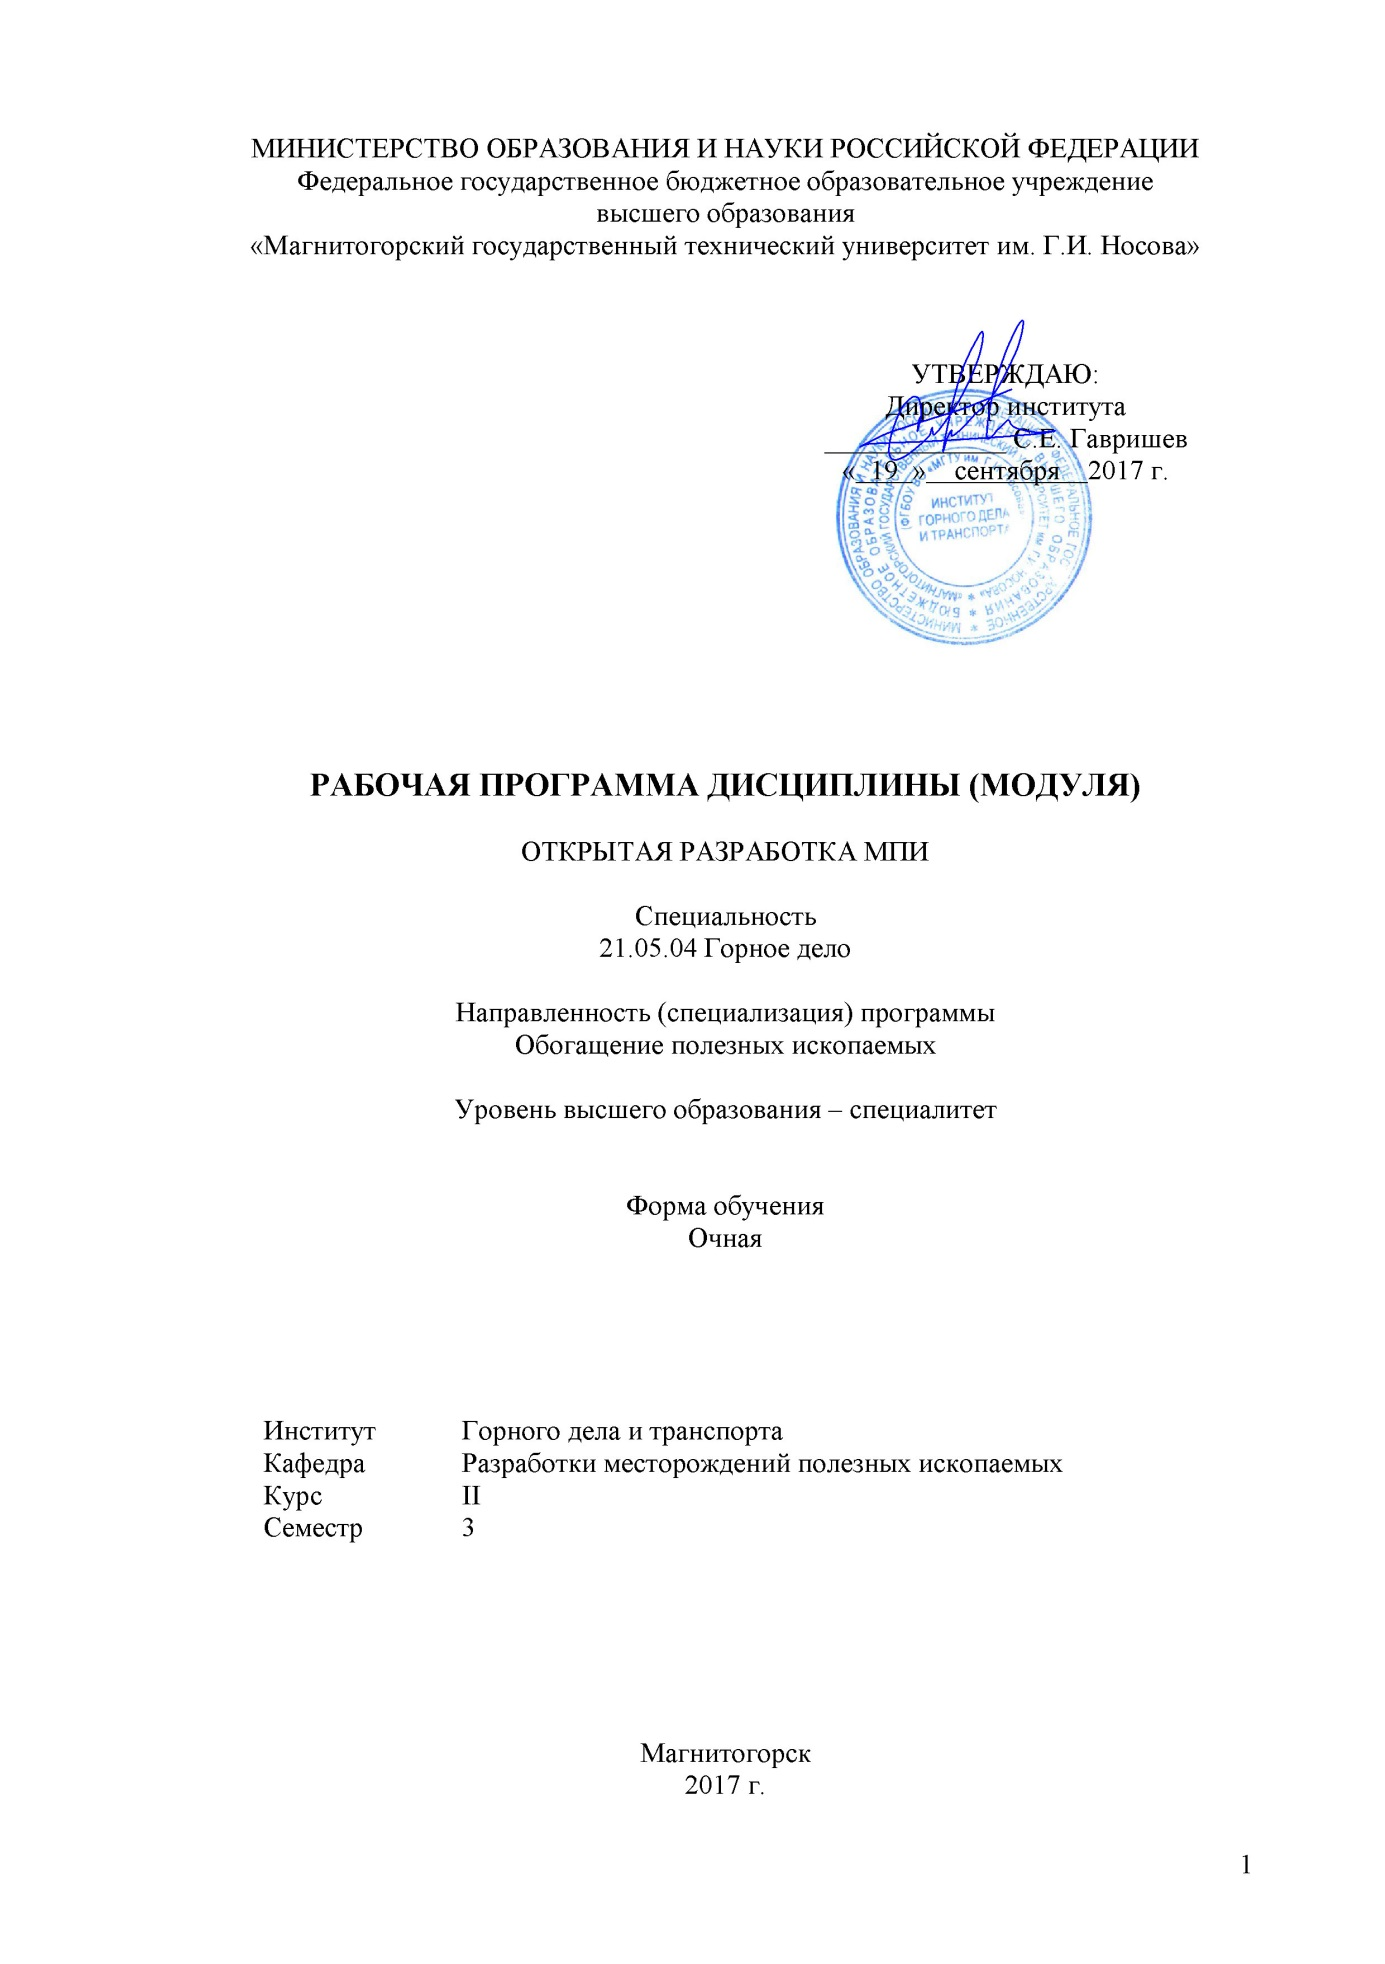 МИНИСТЕРСТВО ОБРАЗОВАНИЯ И НАУКИ РОССИЙСКОЙ ФЕДЕРАЦИИ
Федеральное государственное бюджетное образовательное учреждение
высшего образования
«Магнитогорский государственный технический университет им. Г.И. Носова»
УТВЕРЖДАЮ:
Директор института
С.Е. Гавришев
« 19 » сентября 2017 г.
ИНСТИТУТ
ГОРНОГО ДЕЛА
И ТРАНСПОРТА
РАБОЧАЯ ПРОГРАММА ДИСЦИПЛИНЫ (МОДУЛЯ)
ОТКРЫТАЯ РАЗРАБОТКА МПИ
Специальность
21.05.04 Горное дело
Направленность (специализация) программы
Обогащение полезных ископаемых
Уровень высшего образования – специалитет
Форма обучения
Очная
Институт Горного дела и транспорта
Кафедра Разработки месторождений полезных ископаемых
Курс II
Семестр 3
Магнитогорск
2017 г.
1